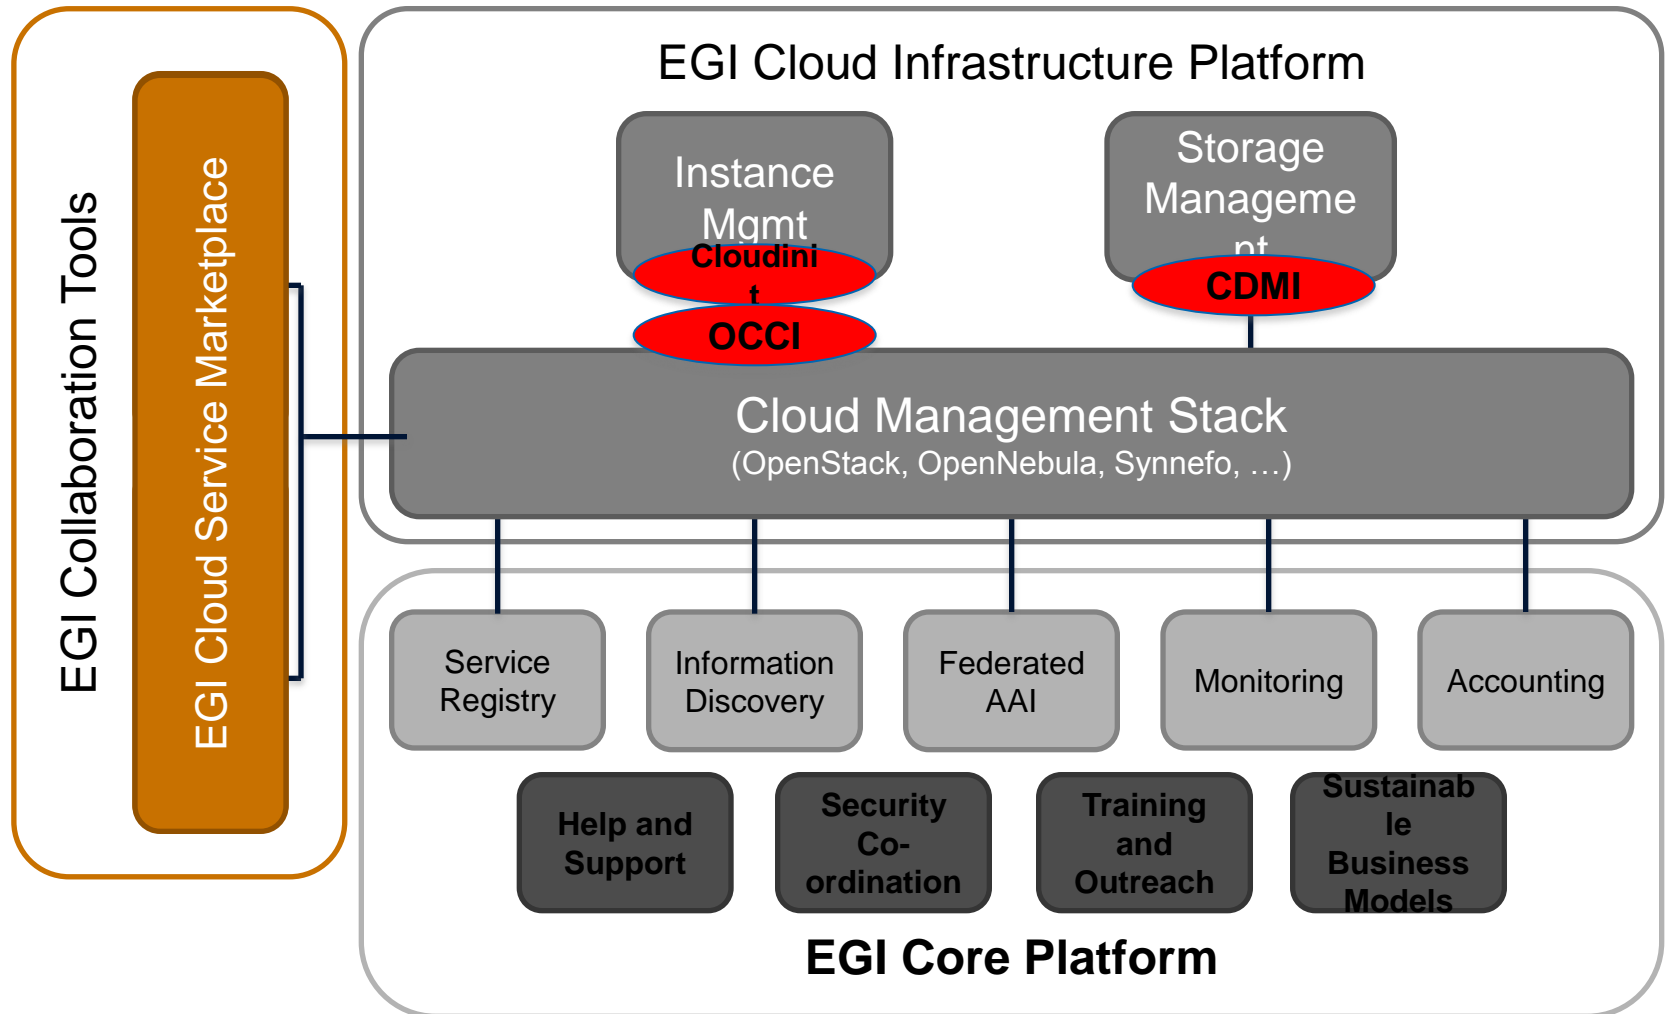 EGI Collaboration Tools
EGI Cloud Service Marketplace
EGI Cloud Infrastructure Platform
Instance
Mgmt
Cloudini
t
OCCI
Storage
Manageme
nt
CDMI
Cloud Management Stack
(OpenStack, OpenNebula, Synnefo, …)
Service
Registry
Information
Discovery
Federated
AAI
Monitoring
Accounting
Help and
Support
Security
Co-
ordination
Training
and
Outreach
Sustainab
le
Business
Models
EGI Core Platform